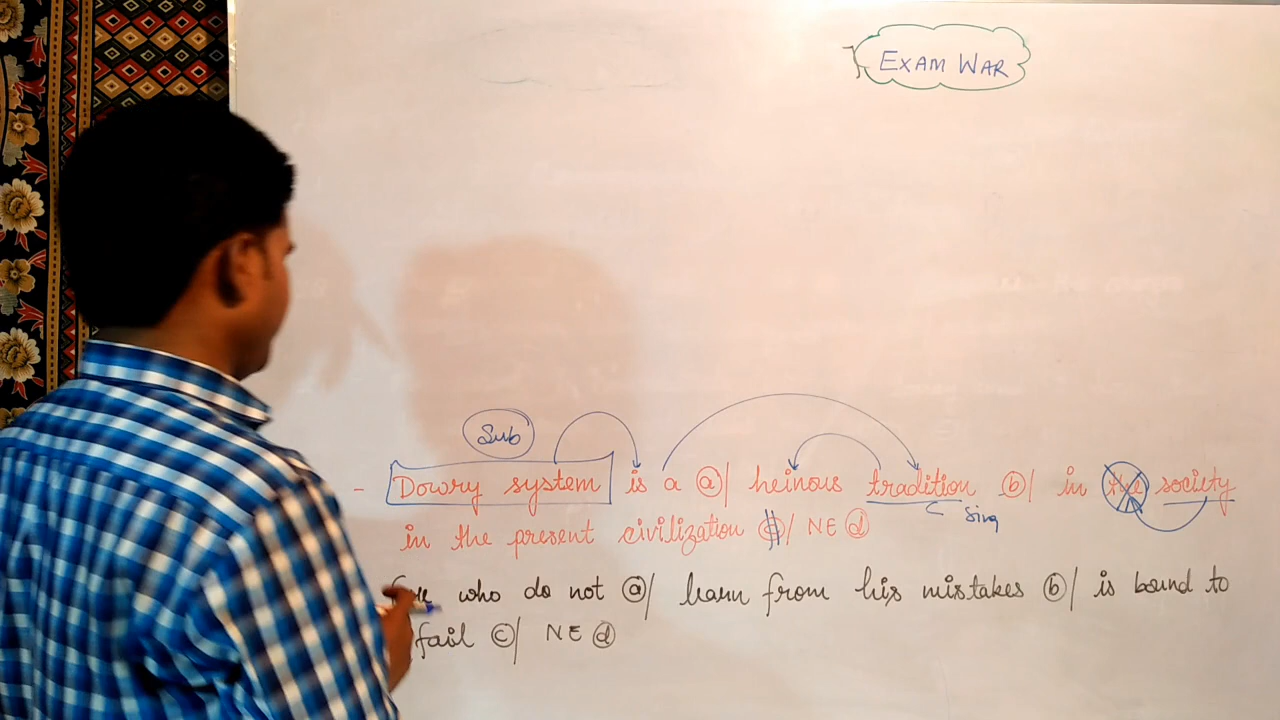 EXAM WAR
Sub
- Dowry system is a (a)/ heinous tradition (b)/ in the society
Sing
in the present civilization (c)/ NE (d)
who do not (a)/ learn from his mistakes (b)/ is bound to
fail (c)/ NE (d)